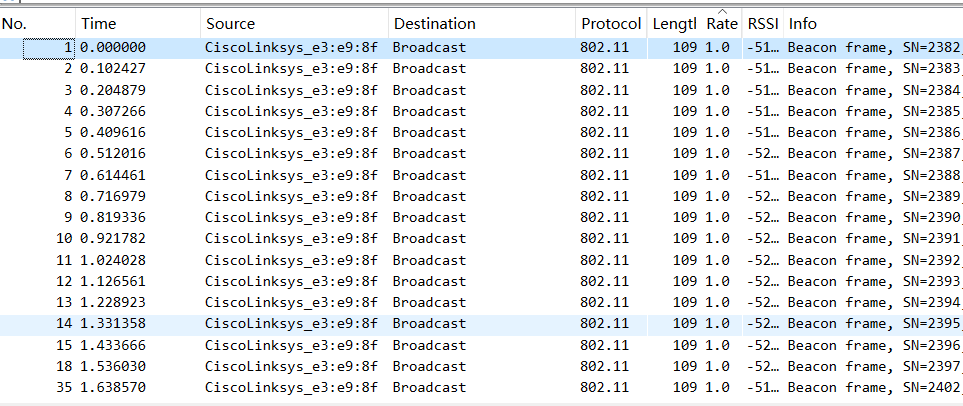 No. Time Source Destination Protocol Lengtl Rate RSSI Info
1 0.000000 CiscoLinksys_e3:e9:8f Broadcast 802.11 109 1.0 -51… Beacon frame, SN=2382,
2 0.102427 CiscoLinksys_e3:e9:8f Broadcast 802.11 109 1.0 -51… Beacon frame, SN=2383,
3 0.204879 CiscoLinksys_e3:e9:8f Broadcast 802.11 109 1.0 -51… Beacon frame, SN=2384,
4 0.307266 CiscoLinksys_e3:e9:8f Broadcast 802.11 109 1.0 -51… Beacon frame, SN=2385,
5 0.409616 CiscoLinksys_e3:e9:8f Broadcast 802.11 109 1.0 -51… Beacon frame, SN=2386,
6 0.512016 CiscoLinksys_e3:e9:8f Broadcast 802.11 109 1.0 -52… Beacon frame, SN=2387,
7 0.614461 CiscoLinksys_e3:e9:8f Broadcast 802.11 109 1.0 -51… Beacon frame, SN=2388,
8 0.716979 CiscoLinksys_e3:e9:8f Broadcast 802.11 109 1.0 -52… Beacon frame, SN=2389,
9 0.819336 CiscoLinksys_e3:e9:8f Broadcast 802.11 109 1.0 -52… Beacon frame, SN=2390,
10 0.921782 CiscoLinksys_e3:e9:8f Broadcast 802.11 109 1.0 -52… Beacon frame, SN=2391,
11 1.024028 CiscoLinksys_e3:e9:8f Broadcast 802.11 109 1.0 -52… Beacon frame, SN=2392,
12 1.126561 CiscoLinksys_e3:e9:8f Broadcast 802.11 109 1.0 -52… Beacon frame, SN=2393,
13 1.228923 CiscoLinksys_e3:e9:8f Broadcast 802.11 109 1.0 -52… Beacon frame, SN=2394,
14 1.331358 CiscoLinksys_e3:e9:8f Broadcast 802.11 109 1.0 -52… Beacon frame, SN=2395,
15 1.433666 CiscoLinksys_e3:e9:8f Broadcast 802.11 109 1.0 -52… Beacon frame, SN=2396,
18 1.536030 CiscoLinksys_e3:e9:8f Broadcast 802.11 109 1.0 -52… Beacon frame, SN=2397,
35 1.638570 CiscoLinksys_e3:e9:8f Broadcast 802.11 109 1.0 -51… Beacon frame, SN=2402,